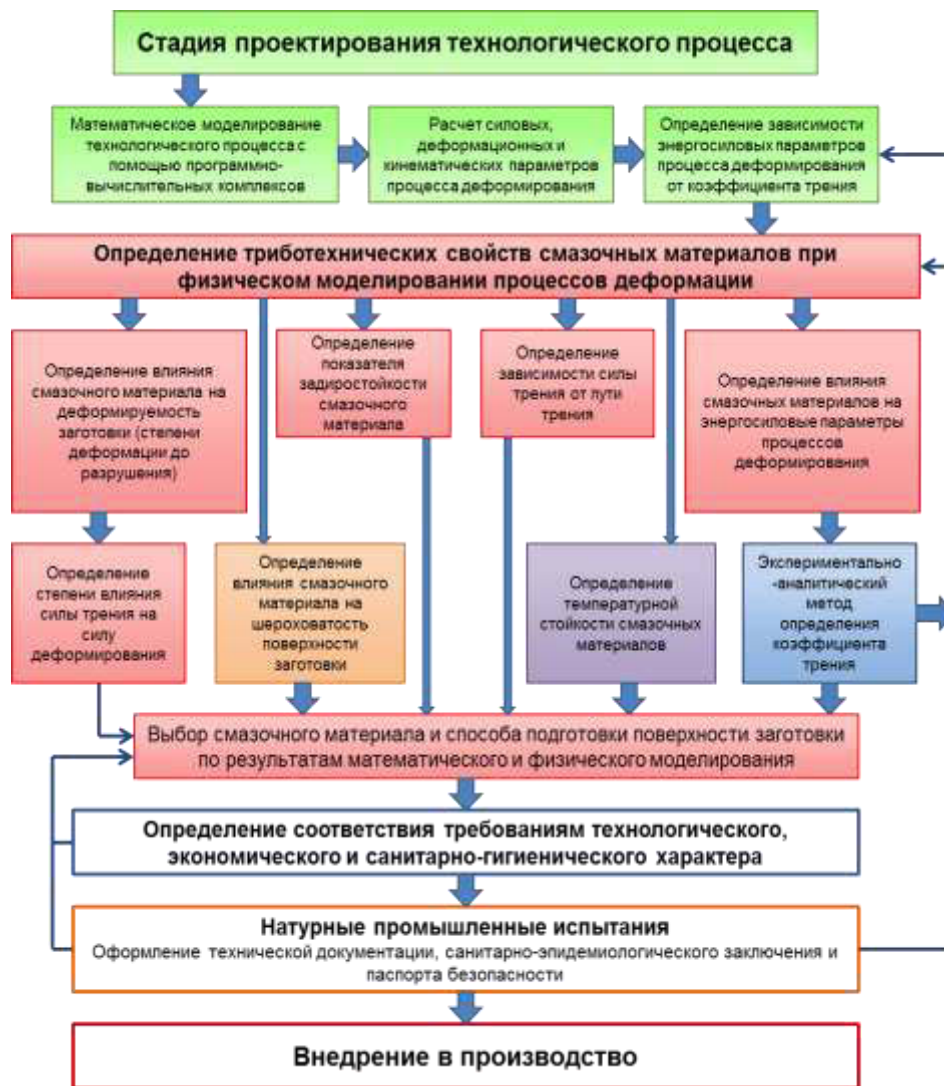 Стадия проектирования технологического процесса
Математическое моделирование
технологического процесса с
помощью программно-
вычислительных комплексов
Расчет силовых,
деформационных и
кинематических параметров
процесса деформирования
Определение зависимости
энергосиловых параметров
процесса деформирования
от коэффициента трения
Определение триботехнических свойств смазочных материалов при
физическом моделировании процессов деформации
Определение влияния
смазочного материала на
деформируемость
заготовки (степени
деформации до
разрушения)
Определение
показателя
задиростойкости
смазочного
материала
Определение
зависимости силы
трения от пути
трения
Определение влияния
смазочных материалов на
энергосиловые параметры
процессов
деформирования
Определение
степени влияния
силы трения на
силу
деформирования
Определение
влияния смазочного
материала на
шероховатость
поверхности
заготовки
Определение
температурной
стойкости смазочных
материалов
Экспериментально
-аналитический
метод
определения
коэффициента
трения
Выбор смазочного материала и способа подготовки поверхности заготовки
по результатам математического и физического моделирования
Определение соответствия требованиям технологического,
экономического и санитарно-гигиенического характера
Натурные промышленные испытания
Оформление технической документации, санитарно-эпидемиологического заключения и
паспорта безопасности
Внедрение в производство